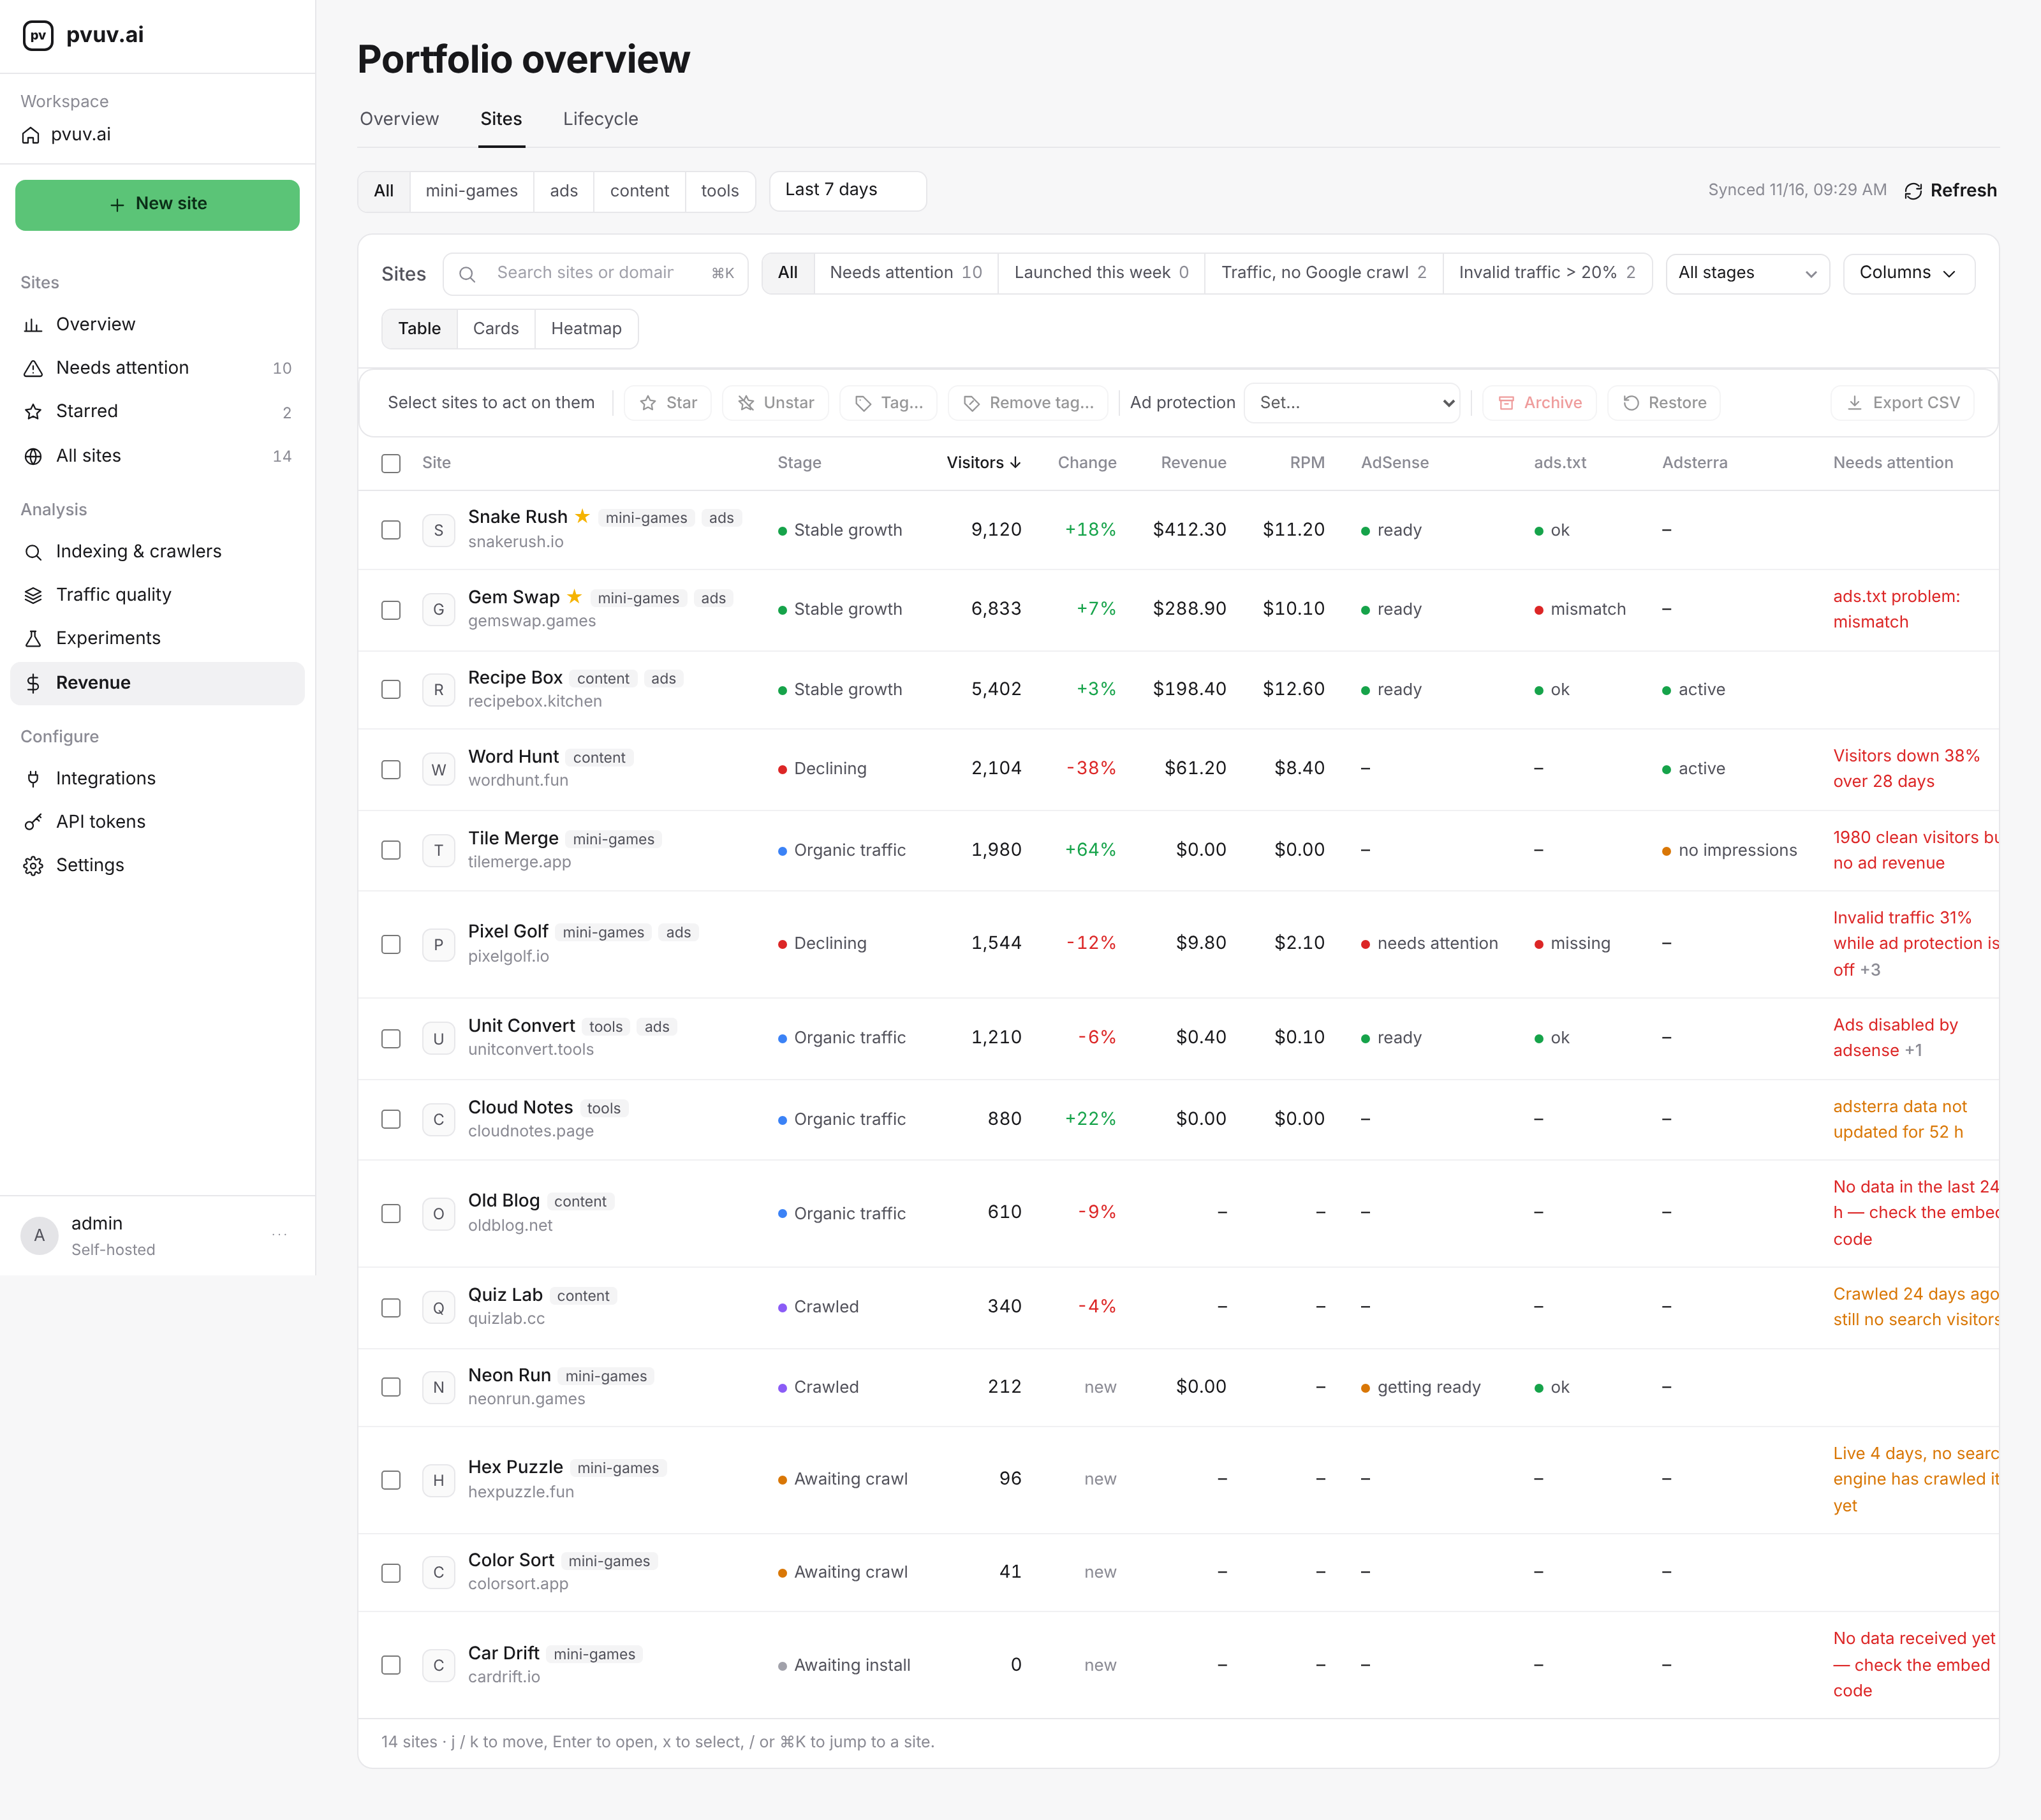 pv pvuv.ai
Workspace
pvuv.ai
+ New site
Sites
Overview
Needs attention 10
Starred 2
All sites 14
Analysis
Indexing & crawlers
Traffic quality
Experiments
Revenue
Configure
Integrations
API tokens
Settings
A admin
Self-hosted
...
Portfolio overview
Overview Sites Lifecycle
All mini-games ads content tools Last 7 days Synced 11/16, 09:29 AM Refresh
Sites Search sites or domair ⌘K All Needs attention 10 Launched this week 0 Traffic, no Google crawl 2 Invalid traffic > 20% 2 All stages Columns
Table Cards Heatmap
Select sites to act on them Star Unstar Tag... Remove tag... Ad protection Set... Archive Restore Export CSV
Site Stage Visitors ↓ Change Revenue RPM AdSense ads.txt Adsterra Needs attention
S Snake Rush ★ mini-games ads
snakerush.io
Stable growth 9,120 +18% $412.30 $11.20 ready ok –
G Gem Swap ★ mini-games ads
gemswap.games
Stable growth 6,833 +7% $288.90 $10.10 ready mismatch –
ads.txt problem:
mismatch
R Recipe Box content ads
recipebox.kitchen
Stable growth 5,402 +3% $198.40 $12.60 ready ok active
W Word Hunt content
wordhunt.fun
Declining 2,104 -38% $61.20 $8.40 – – active
Visitors down 38%
over 28 days
T Tile Merge mini-games
tilemerge.app
Organic traffic 1,980 +64% $0.00 $0.00 – – no impressions
1980 clean visitors bu
no ad revenue
P Pixel Golf mini-games ads
pixelgolf.io
Declining 1,544 -12% $9.80 $2.10 needs attention missing –
Invalid traffic 31%
while ad protection is
off +3
U Unit Convert tools ads
unitconvert.tools
Organic traffic 1,210 -6% $0.40 $0.10 ready ok –
Ads disabled by
adsense +1
C Cloud Notes tools
cloudnotes.page
Organic traffic 880 +22% $0.00 $0.00 – – –
adsterra data not
updated for 52 h
O Old Blog content
oldblog.net
Organic traffic 610 -9% – – – – –
No data in the last 24
h — check the embed
code
Q Quiz Lab content
quizlab.cc
Crawled 340 -4% – – – – –
Crawled 24 days ago
still no search visitors
N Neon Run mini-games
neonrun.games
Crawled 212 new $0.00 – getting ready ok –
H Hex Puzzle mini-games
hexpuzzle.fun
Awaiting crawl 96 new – – – – –
Live 4 days, no searc
engine has crawled it
yet
C Color Sort mini-games
colorsort.app
Awaiting crawl 41 new – – – – –
C Car Drift mini-games
cardrift.io
Awaiting install 0 new – – – – –
No data received yet
— check the embed
code
14 sites · j / k to move, Enter to open, x to select, / or ⌘K to jump to a site.